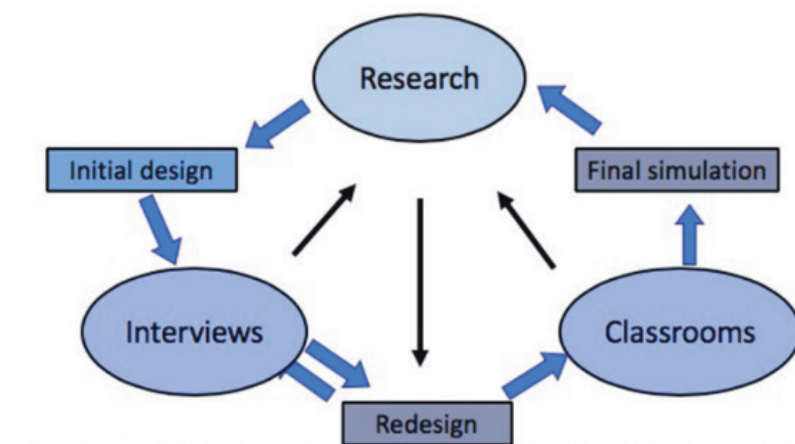 Research
Initial design
Final simulation
Interviews
Classrooms
Redesign